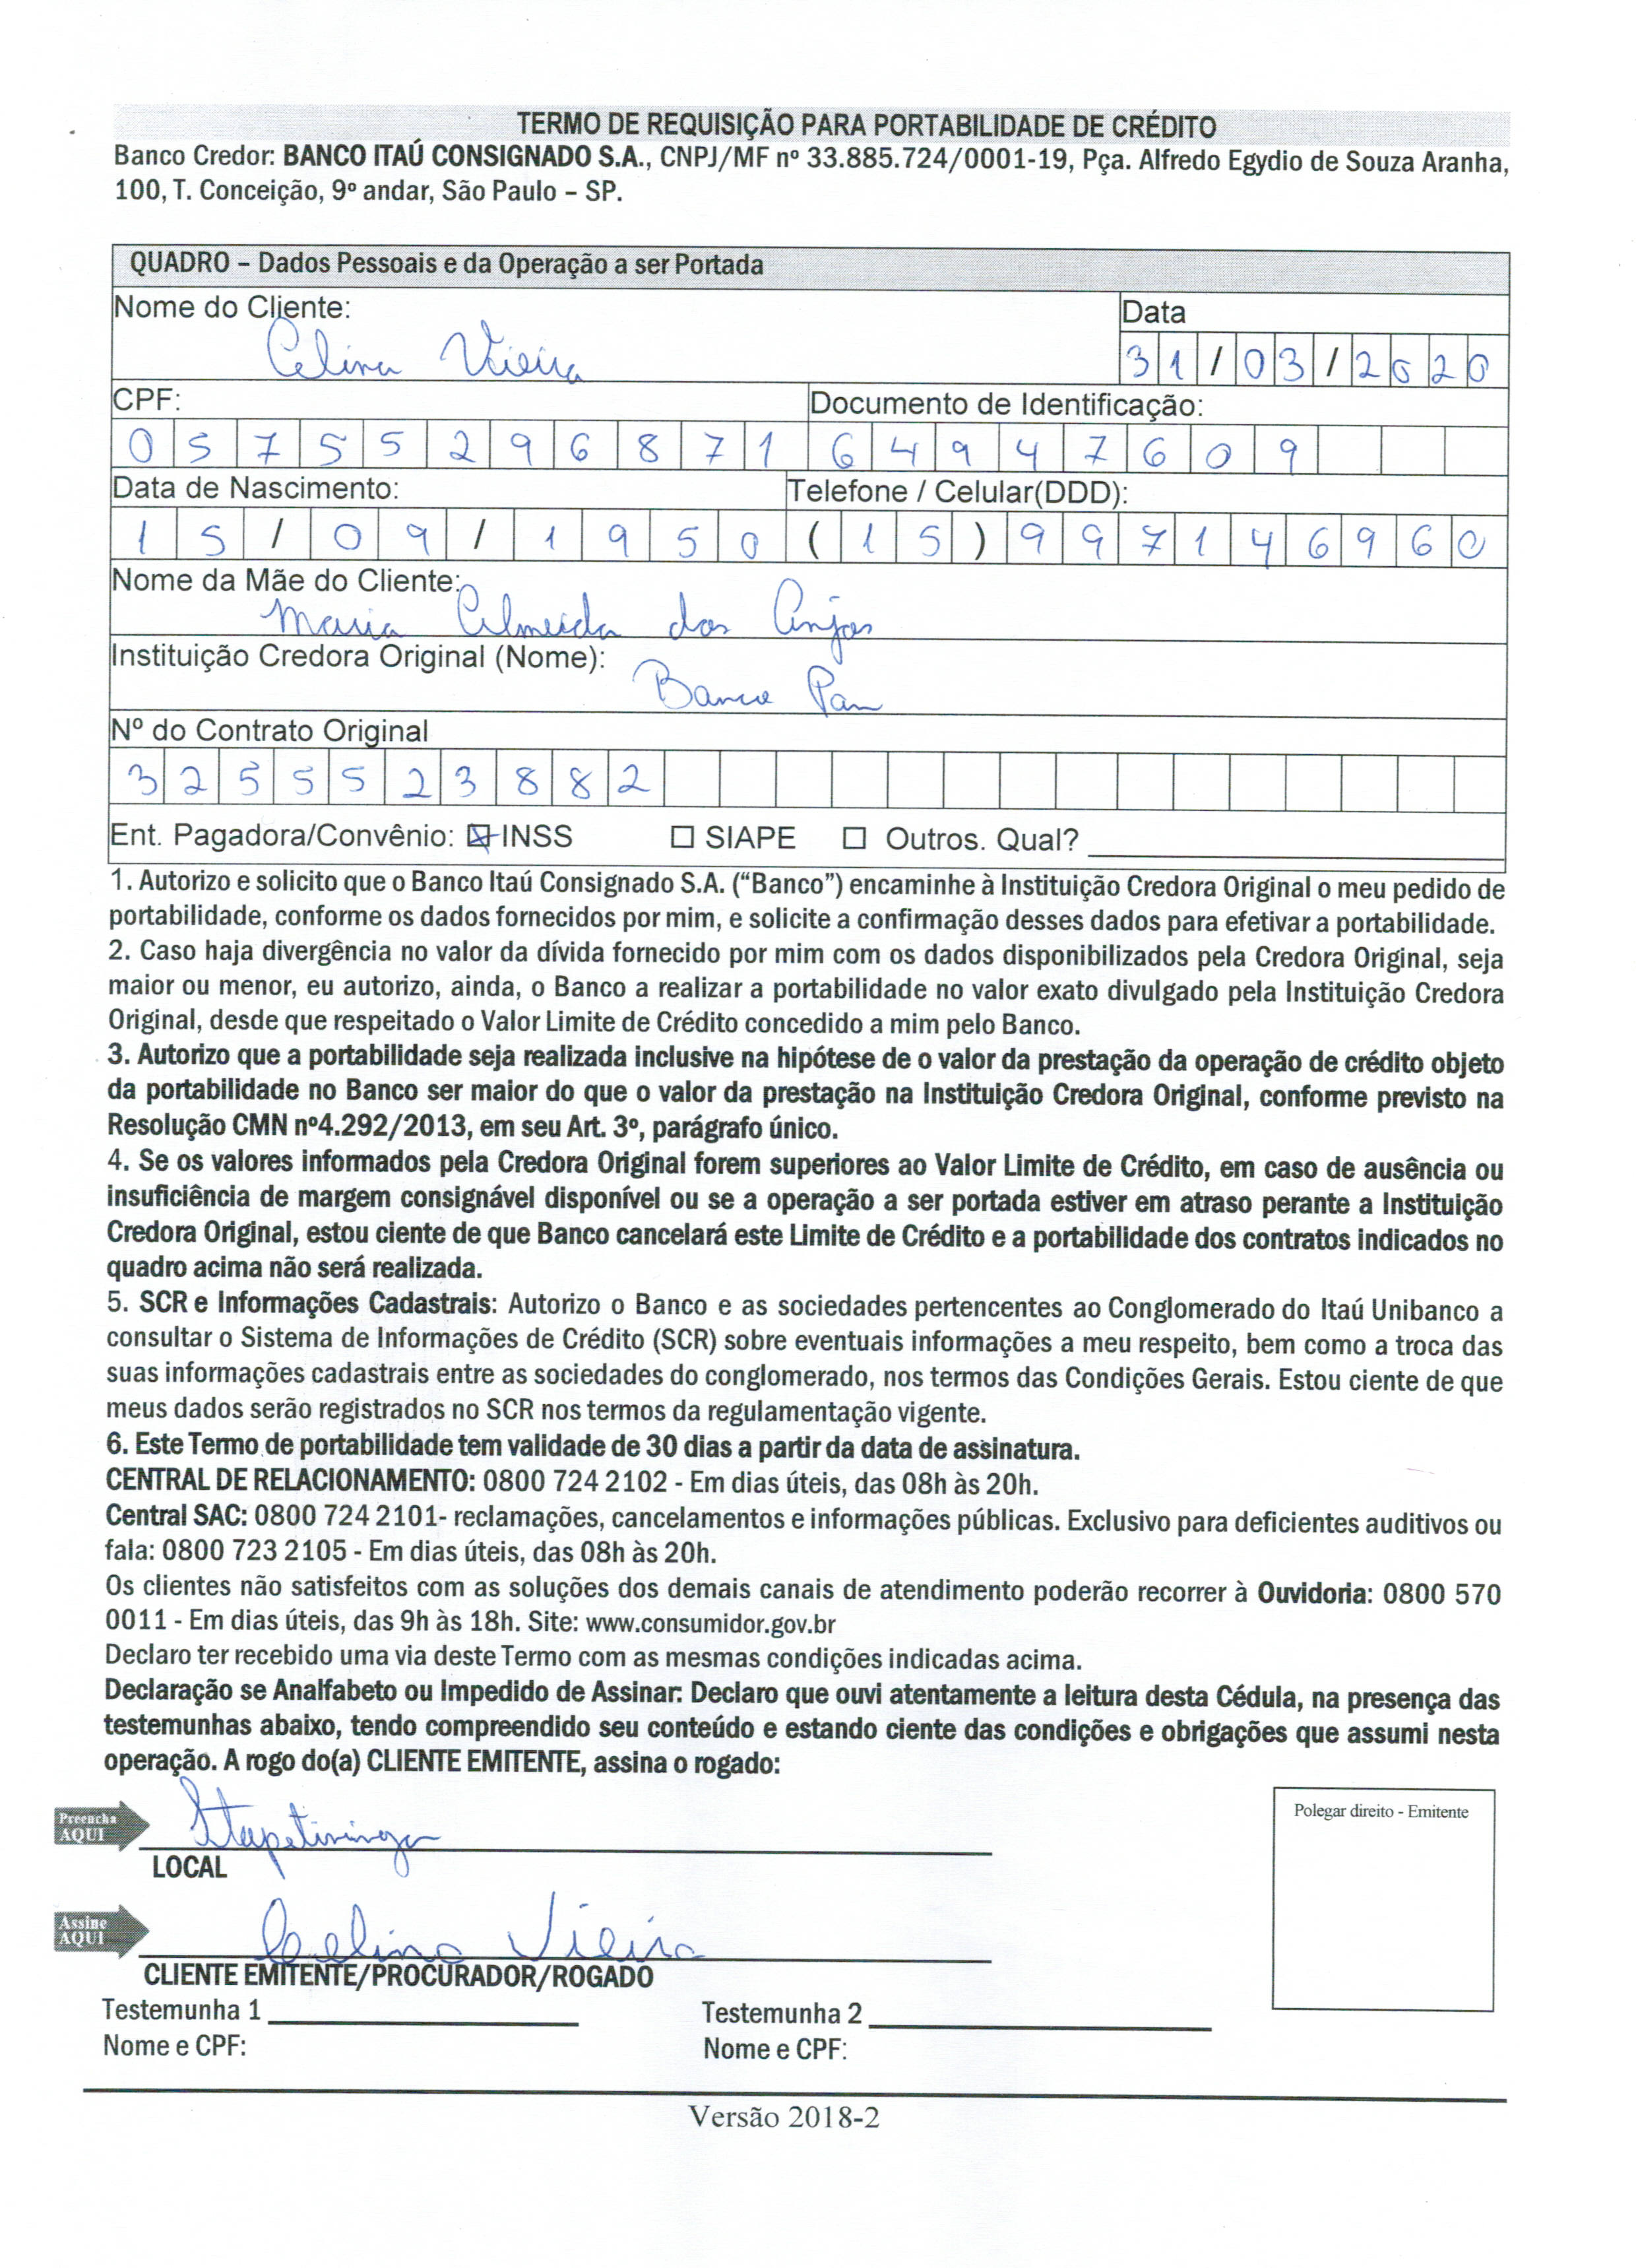 TERMO DE REQUISIÇÃO PARA PORTABILIDADE DE CRÉDITO
Banco Credor: BANCO ITAÚ CONSIGNADO S.A., CNPJ/MF nº 33.885.724/0001-19, Pça. Alfredo Egydio de Souza Aranha,
100, T. Conceição, 9º andar, São Paulo – SP.
QUADRO – Dados Pessoais e da Operação a ser Portada
Nome do Cliente: Celina Vieira
Data 31/03/2020
CPF: 05755296871
Documento de Identificação: 64947609
Data de Nascimento: 15/09/1950
Telefone / Celular(DDD): (15) 997146960
Nome da Mãe do Cliente: Maria Almeida dos Anjos
Instituição Credora Original (Nome): Banco Pan
Nº do Contrato Original
3255523882
Ent. Pagadora/Convênio: ☒ INSS ☐ SIAPE ☐ Outros. Qual?
1. Autorizo e solicito que o Banco Itaú Consignado S.A. (“Banco”) encaminhe à Instituição Credora Original o meu pedido de
portabilidade, conforme os dados fornecidos por mim, e solicite a confirmação desses dados para efetivar a portabilidade.
2. Caso haja divergência no valor da dívida fornecido por mim com os dados disponibilizados pela Credora Original, seja
maior ou menor, eu autorizo, ainda, o Banco a realizar a portabilidade no valor exato divulgado pela Instituição Credora
Original, desde que respeitado o Valor Limite de Crédito concedido a mim pelo Banco.
3. Autorizo que a portabilidade seja realizada inclusive na hipótese de o valor da prestação da operação de crédito objeto
da portabilidade no Banco ser maior do que o valor da prestação na Instituição Credora Original, conforme previsto na
Resolução CMN nº4.292/2013, em seu Art. 3º, parágrafo único.
4. Se os valores informados pela Credora Original forem superiores ao Valor Limite de Crédito, em caso de ausência ou
insuficiência de margem consignável disponível ou se a operação a ser portada estiver em atraso perante a Instituição
Credora Original, estou ciente de que Banco cancelará este Limite de Crédito e a portabilidade dos contratos indicados no
quadro acima não será realizada.
5. SCR e Informações Cadastrais: Autorizo o Banco e as sociedades pertencentes ao Conglomerado do Itaú Unibanco a
consultar o Sistema de Informações de Crédito (SCR) sobre eventuais informações a meu respeito, bem como a troca das
suas informações cadastrais entre as sociedades do conglomerado, nos termos das Condições Gerais. Estou ciente de que
meus dados serão registrados no SCR nos termos da regulamentação vigente.
6. Este Termo de portabilidade tem validade de 30 dias a partir da data de assinatura.
CENTRAL DE RELACIONAMENTO: 0800 724 2102 - Em dias úteis, das 08h às 20h.
Central SAC: 0800 724 2101- reclamações, cancelamentos e informações públicas. Exclusivo para deficientes auditivos ou
fala: 0800 723 2105 - Em dias úteis, das 08h às 20h.
Os clientes não satisfeitos com as soluções dos demais canais de atendimento poderão recorrer à Ouvidoria: 0800 570
0011 - Em dias úteis, das 9h às 18h. Site: www.consumidor.gov.br
Declaro ter recebido uma via deste Termo com as mesmas condições indicadas acima.
Declaração se Analfabeto ou Impedido de Assinar: Declaro que ouvi atentamente a leitura desta Cédula, na presença das
testemunhas abaixo, tendo compreendido seu conteúdo e estando ciente das condições e obrigações que assumi nesta
operação. A rogo do(a) CLIENTE EMITENTE, assina o rogado:
Polegar direito - Emitente
Preencha AQUI Itapetininga
LOCAL
Assine AQUI Celina Vieira
CLIENTE EMITENTE/PROCURADOR/ROGADO
Testemunha 1 Testemunha 2
Nome e CPF: Nome e CPF:
Versão 2018-2